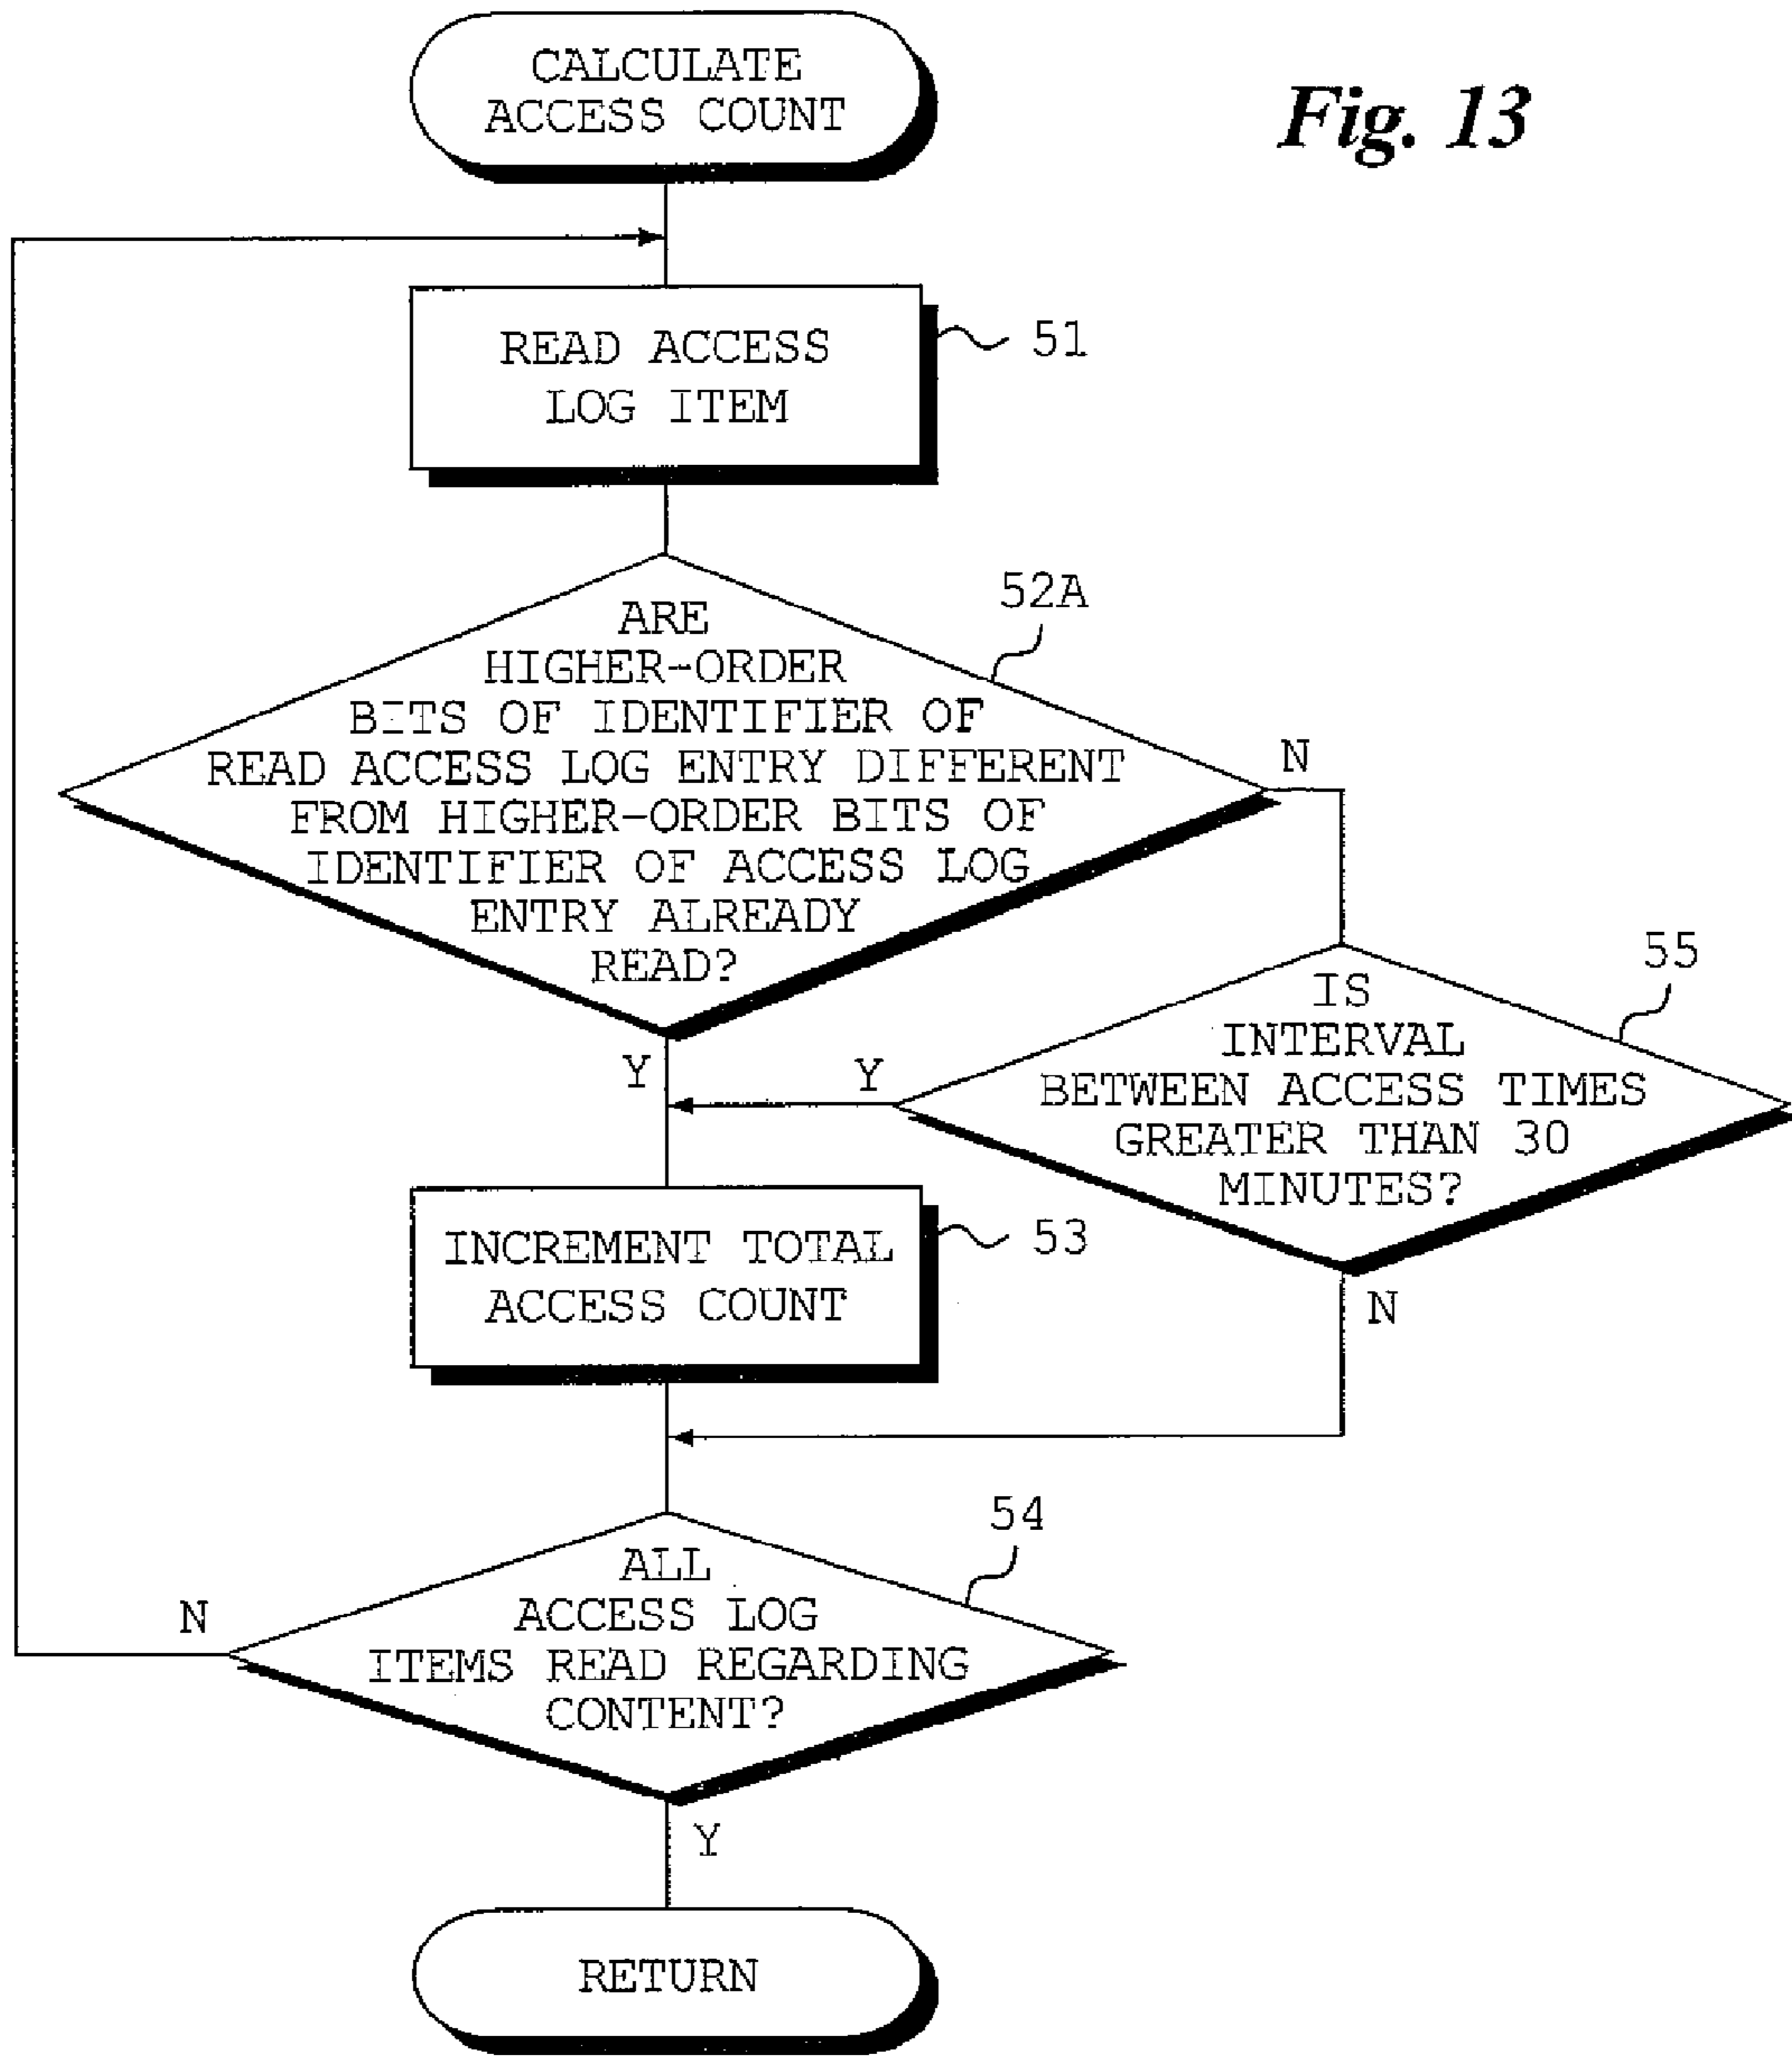 Fig. 13
CALCULATE
ACCESS COUNT
READ ACCESS
LOG ITEM
51
52A
ARE
HIGHER-ORDER
BITS OF IDENTIFIER OF
READ ACCESS LOG ENTRY DIFFERENT
FROM HIGHER-ORDER BITS OF
IDENTIFIER OF ACCESS LOG
ENTRY ALREADY
READ?
N
Y
55
IS
INTERVAL
BETWEEN ACCESS TIMES
GREATER THAN 30
MINUTES?
Y
N
INCREMENT TOTAL
ACCESS COUNT
53
54
ALL
ACCESS LOG
ITEMS READ REGARDING
CONTENT?
N
Y
RETURN